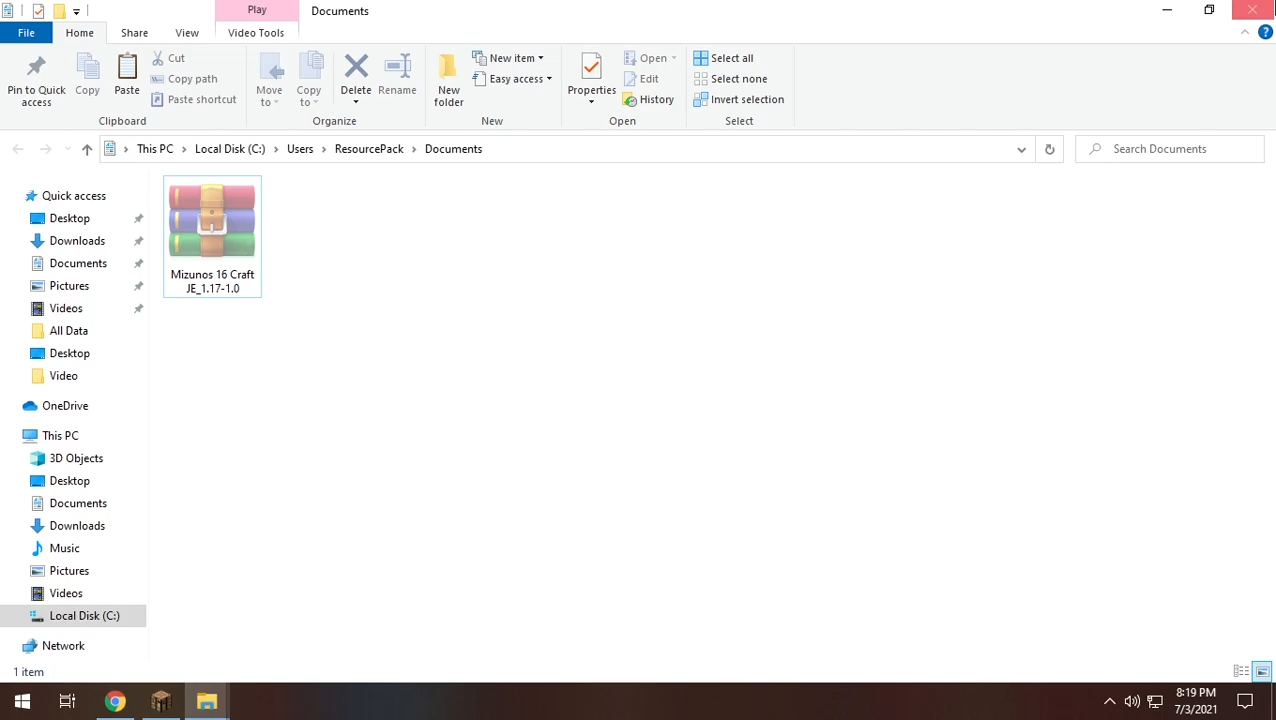 Play
Documents
File
Home
Share
View
Video Tools
Pin to Quick
access
Copy
Paste
Cut
Copy path
Paste shortcut
Clipboard
Move
to
Copy
to
Delete
Rename
Organize
New
folder
New item
Easy access
New
Properties
Open
Edit
History
Open
Select all
Select none
Invert selection
Select
This PC
Local Disk (C:)
Users
ResourcePack
Documents
Search Documents
Quick access
Desktop
Downloads
Documents
Pictures
Videos
All Data
Desktop
Video
OneDrive
This PC
3D Objects
Desktop
Documents
Downloads
Music
Pictures
Videos
Local Disk (C:)
Network
Mizunos 16 Craft
JE_1.17-1.0
1 item
8:19 PM
7/3/2021